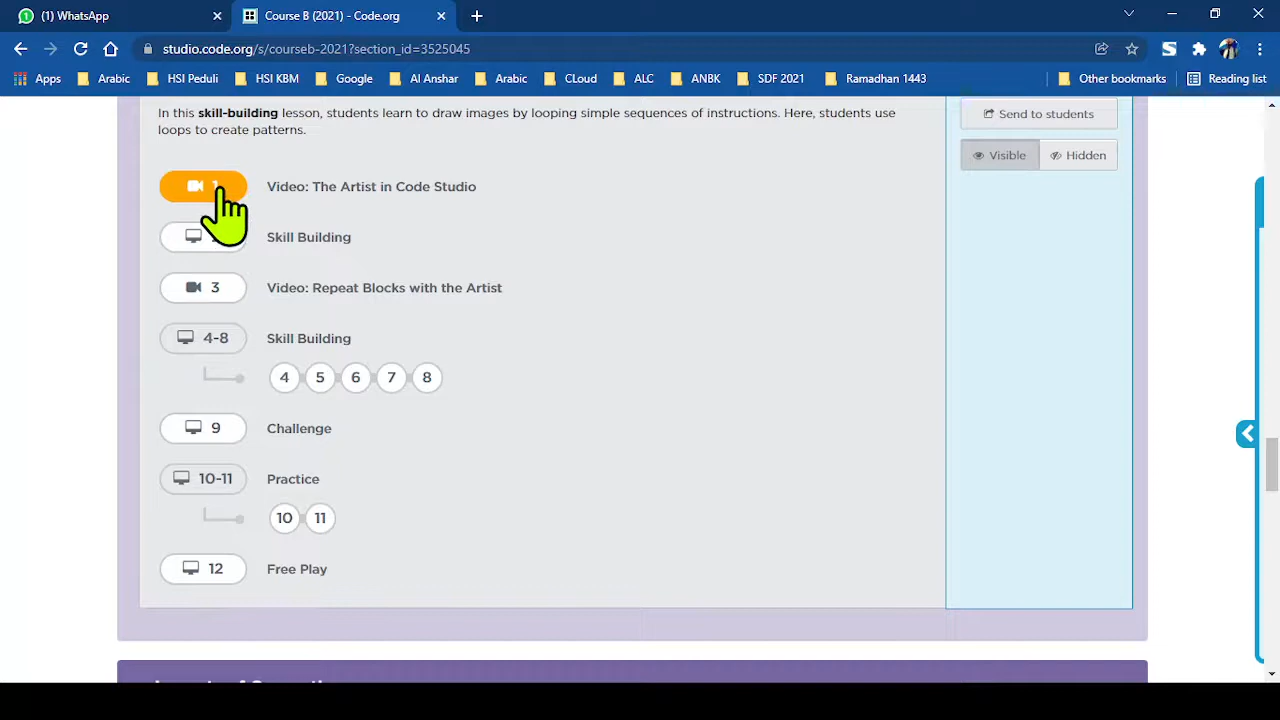 (1) WhatsApp
Course B (2021) - Code.org
studio.code.org/s/courseb-2021?section_id=3525045
Apps Arabic HSI Peduli HSI KBM Google Al Anshar Arabic CLoud ALC ANBK SDF 2021 Ramadhan 1443 Other bookmarks Reading list
In this skill-building lesson, students learn to draw images by looping simple sequences of instructions. Here, students use
loops to create patterns.
Send to students
Visible Hidden
1 Video: The Artist in Code Studio
Skill Building
3 Video: Repeat Blocks with the Artist
4-8 Skill Building
4 5 6 7 8
9 Challenge
10-11 Practice
10 11
12 Free Play